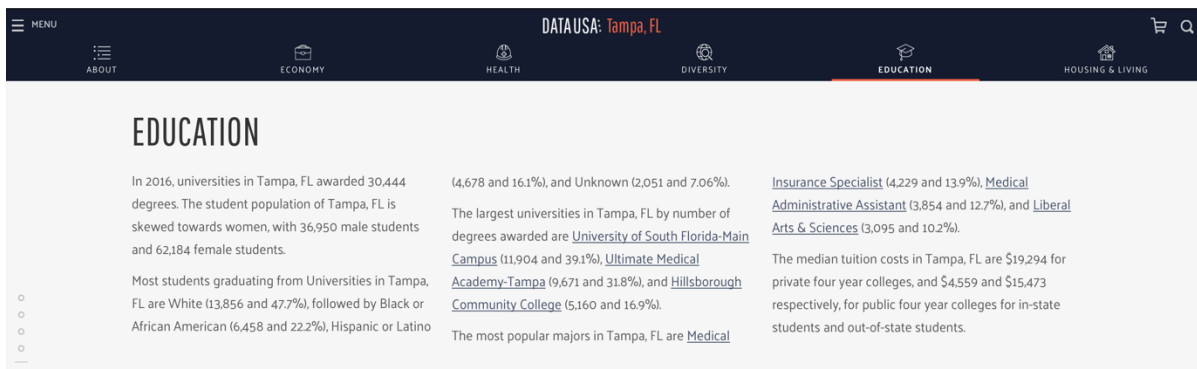 MENU
DATA USA: Tampa, FL
ABOUT
ECONOMY
HEALTH
DIVERSITY
EDUCATION
HOUSING & LIVING
EDUCATION
In 2016, universities in Tampa, FL awarded 30,444
degrees. The student population of Tampa, FL is
skewed towards women, with 36,950 male students
and 62,184 female students.
Most students graduating from Universities in Tampa,
FL are White (13,856 and 47.7%), followed by Black or
African American (6,458 and 22.2%), Hispanic or Latino
(4,678 and 16.1%), and Unknown (2,051 and 7.06%).
The largest universities in Tampa, FL by number of
degrees awarded are University of South Florida-Main
Campus (11,904 and 39.1%), Ultimate Medical
Academy-Tampa (9,671 and 31.8%), and Hillsborough
Community College (5,160 and 16.9%).
The most popular majors in Tampa, FL are Medical
Insurance Specialist (4,229 and 13.9%), Medical
Administrative Assistant (3,854 and 12.7%), and Liberal
Arts & Sciences (3,095 and 10.2%).
The median tuition costs in Tampa, FL are $19,294 for
private four year colleges, and $4,559 and $15,473
respectively, for public four year colleges for in-state
students and out-of-state students.